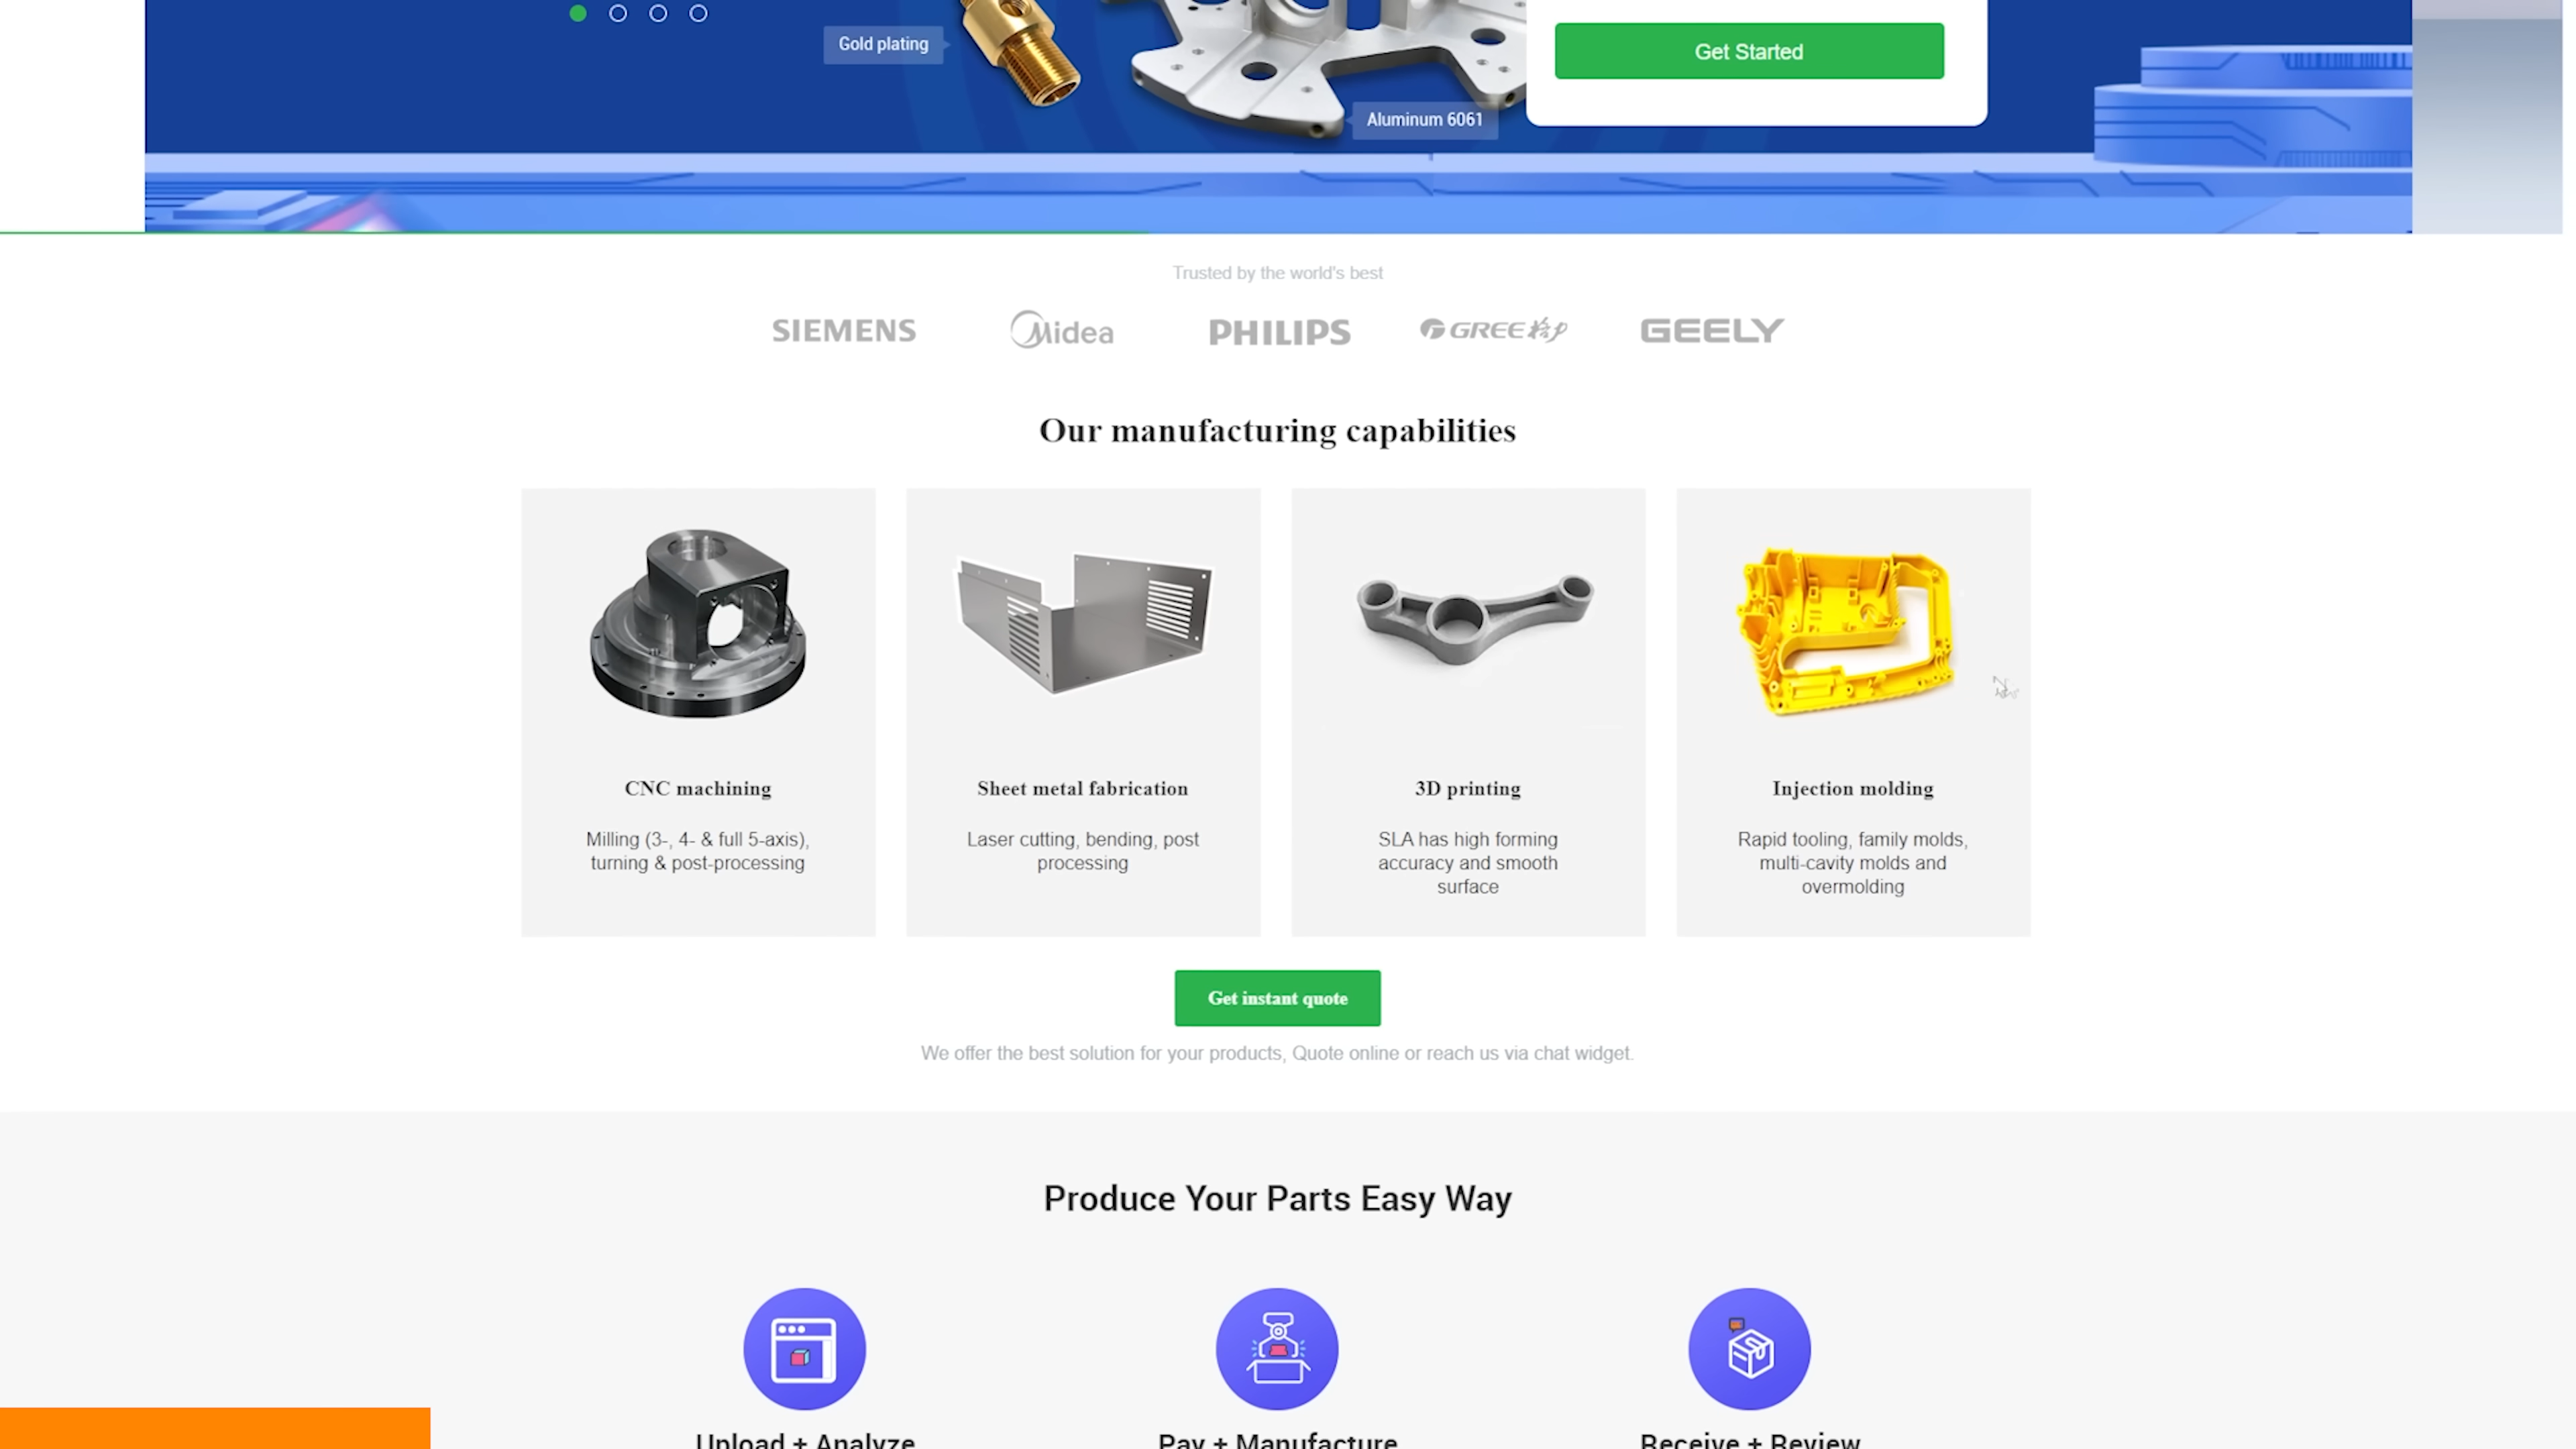 Gold plating
Get Started
Aluminum 6061
Trusted by the world's best
SIEMENS
Midea
PHILIPS
GREE格力
GEELY
Our manufacturing capabilities
CNC machining
Milling (3-, 4- & full 5-axis),
turning & post-processing
Sheet metal fabrication
Laser cutting, bending, post
processing
3D printing
SLA has high forming
accuracy and smooth
surface
Injection molding
Rapid tooling, family molds,
multi-cavity molds and
overmolding
Get instant quote
We offer the best solution for your products, Quote online or reach us via chat widget.
Produce Your Parts Easy Way
Upload + Analyze
Pay + Manufacture
Receive + Review